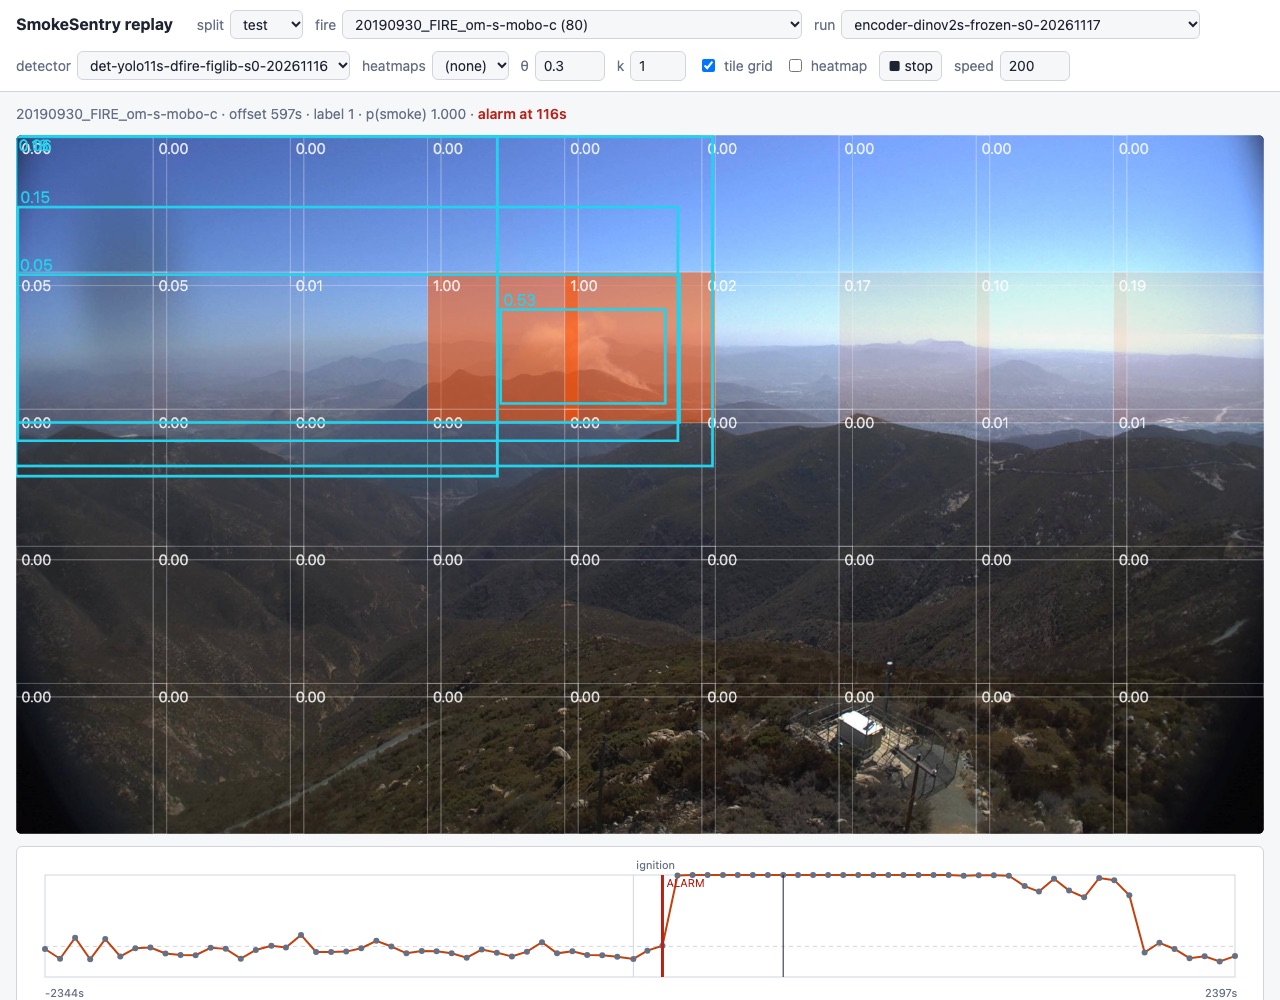 SmokeSentry replay split test fire 20190930_FIRE_om-s-mobo-c (80) run encoder-dinov2s-frozen-s0-20261117
detector det-yolo11s-dfire-figlib-s0-20261116 heatmaps (none) θ 0.3 k 1 tile grid heatmap stop speed 200
20190930_FIRE_om-s-mobo-c · offset 597s · label 1 · p(smoke) 1.000 · alarm at 116s
0.00 0.00 0.00 0.00 0.00 0.00 0.00 0.00 0.00
0.15
0.05
0.05 0.05 0.01 1.00 1.00 0.02 0.17 0.10 0.19
0.53
0.00 0.00 0.00 0.00 0.00 0.00 0.00 0.01 0.01
0.00 0.00 0.00 0.00 0.00 0.00 0.00 0.00 0.00
0.00 0.00 0.00 0.00 0.00 0.00 0.00 0.00 0.00
ignition
ALARM
-2344s 2397s